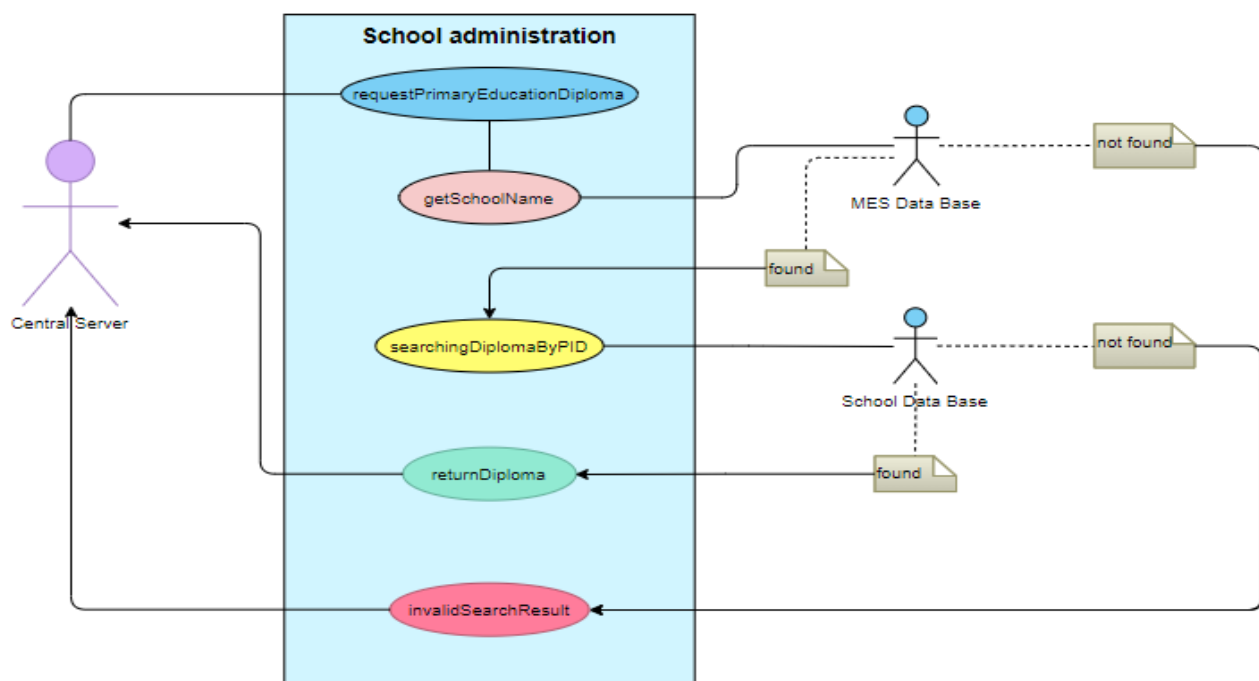 School administration
requestPrimaryEducationDiploma
not found
getSchoolName
MES Data Base
found
Central Server
searchingDiplomaByPID
not found
School Data Base
returnDiploma
found
invalidSearchResult